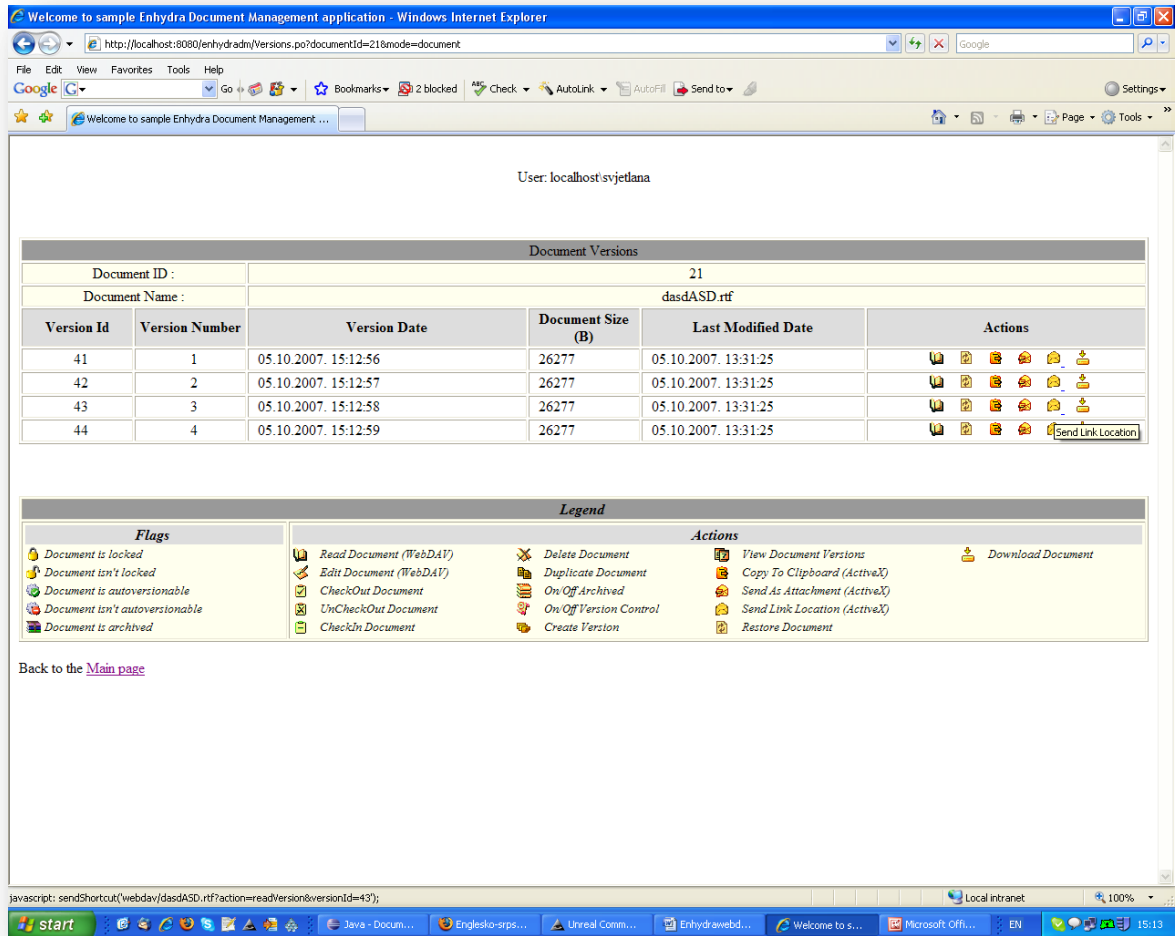 Welcome to sample Enhydra Document Management application - Windows Internet Explorer
http://localhost:8080/enhydradm/Versions.po?documentId=21&mode=document
Google
File Edit View Favorites Tools Help
Google G Go Bookmarks 2 blocked Check AutoLink AutoFill Send to Settings
Welcome to sample Enhydra Document Management ...
Page Tools »
User: localhost\svjetlana
Document Versions
Document ID : 21
Document Name : dasdASD.rtf
Version Id Version Number Version Date Document Size (B) Last Modified Date Actions
41 1 05.10.2007. 15:12:56 26277 05.10.2007. 13:31:25
42 2 05.10.2007. 15:12:57 26277 05.10.2007. 13:31:25
43 3 05.10.2007. 15:12:58 26277 05.10.2007. 13:31:25
44 4 05.10.2007. 15:12:59 26277 05.10.2007. 13:31:25
Send Link Location
Legend
Flags Actions
Document is locked Read Document (WebDAV) Delete Document View Document Versions Download Document
Document isn't locked Edit Document (WebDAV) Duplicate Document Copy To Clipboard (ActiveX)
Document is autoversionable CheckOut Document On/Off Archived Send As Attachment (ActiveX)
Document isn't autoversionable UnCheckOut Document On/Off Version Control Send Link Location (ActiveX)
Document is archived CheckIn Document Create Version Restore Document
Back to the Main page
javascript: sendShortcut('webdav/dasdASD.rtf?action=readVersion&versionId=43'); Local intranet 100%
start Java - Docum... Englesko-srps... Unreal Comm... Enhydrawebd... Welcome to s... Microsoft Offi... EN 15:13